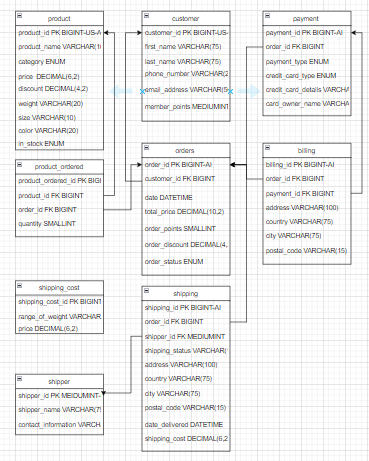 product
product_id PK BIGINT-US-A
product_name VARCHAR(1
category ENUM
price DECIMAL(6,2)
discount DECIMAL(4,2)
weight VARCHAR(20)
size VARCHAR(10)
color VARCHAR(20)
in_stock ENUM
customer
customer_id PK BIGINT-US-
first_name VARCHAR(75)
last_name VARCHAR(75)
phone_number VARCHAR(2
email_address VARCHAR(5
member_points MEDIUMINT
payment
payment_id PK BIGINT-AI
order_id FK BIGINT
payment_type ENUM
credit_card_type ENUM
credit_card_details VARCHA
card_owner_name VARCHA
product_ordered
product_ordered_id PK BIGI
product_id FK BIGINT
order_id FK BIGINT
quantity SMALLINT
orders
order_id PK BIGINT-AI
customer_id FK BIGINT
date DATETIME
total_price DECIMAL(10,2)
order_points SMALLINT
order_discount DECIMAL(4,
order_status ENUM
billing
billing_id PK BIGINT-AI
order_id FK BIGINT
payment_id FK BIGINT
address VARCHAR(100)
country VARCHAR(75)
city VARCHAR(75)
postal_code VARCHAR(15)
shipping_cost
shipping_cost_id PK BIGINT
range_of_weight VARCHAR
price DECIMAL(6,2)
shipping
shipping_id PK BIGINT-AI
order_id FK BIGINT
shipper_id FK MEDIUMINT
shipping_status VARCHAR(
address VARCHAR(100)
country VARCHAR(75)
city VARCHAR(75)
postal_code VARCHAR(15)
date_delivered DATETIME
shipping_cost DECIMAL(6,2
shipper
shipper_id PK MEIDUMINT-
shipper_name VARCHAR(7
contact_information VARCH